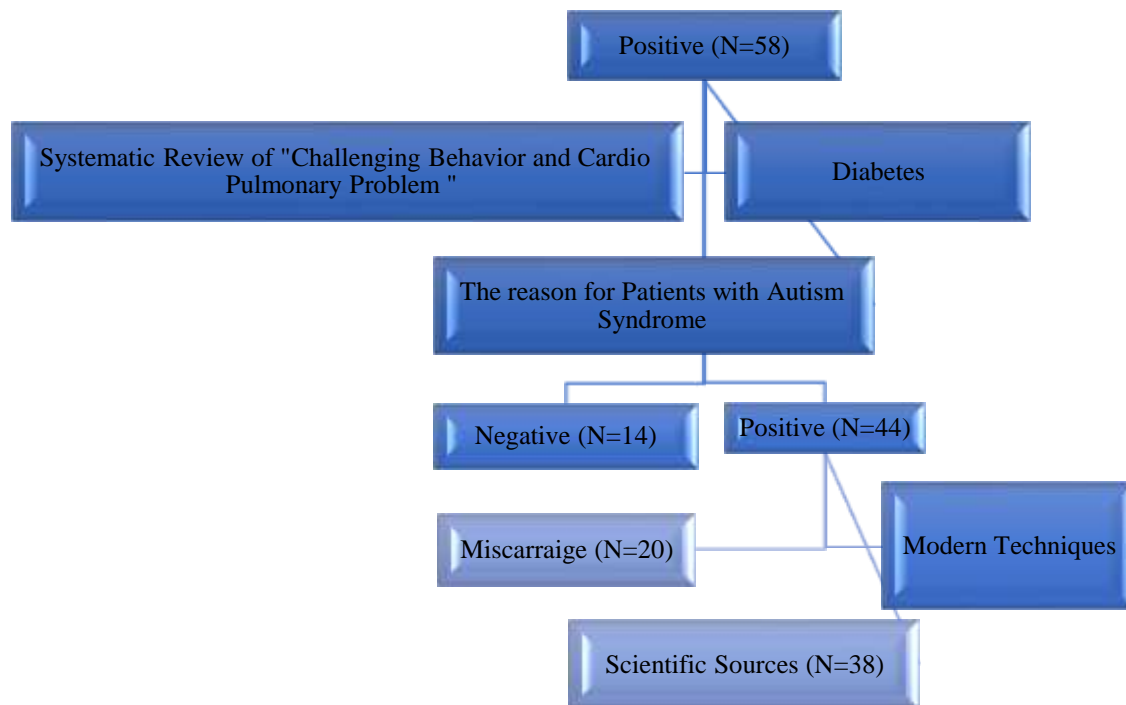 Positive (N=58)
Systematic Review of "Challenging Behavior and Cardio
Pulmonary Problem "
Diabetes
The reason for Patients with Autism
Syndrome
Negative (N=14)
Positive (N=44)
Miscarraige (N=20)
Modern Techniques
Scientific Sources (N=38)